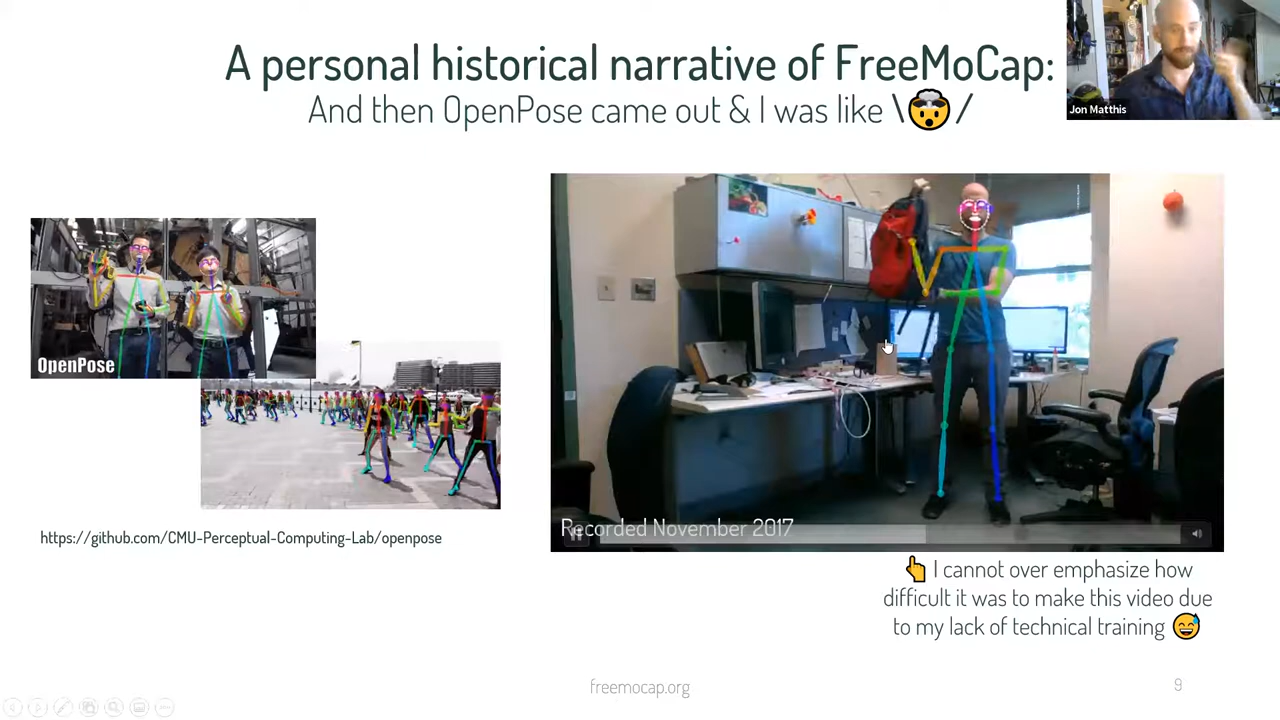 A personal historical narrative of FreeMoCap:
And then OpenPose came out & I was like \🤯/
Jon Matthis
OpenPose
https://github.com/CMU-Perceptual-Computing-Lab/openpose
Recorded November 2017
👆 I cannot over emphasize how
difficult it was to make this video due
to my lack of technical training 😅
freemocap.org
9